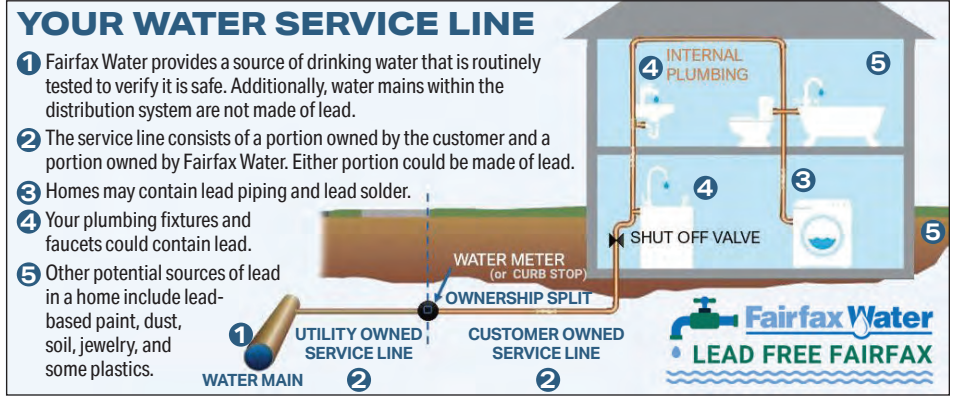 YOUR WATER SERVICE LINE
1 Fairfax Water provides a source of drinking water that is routinely
tested to verify it is safe. Additionally, water mains within the
distribution system are not made of lead.
2 The service line consists of a portion owned by the customer and a
portion owned by Fairfax Water. Either portion could be made of lead.
3 Homes may contain lead piping and lead solder.
4 Your plumbing fixtures and
faucets could contain lead.
5 Other potential sources of lead
in a home include lead-
based paint, dust,
soil, jewelry, and
some plastics.
4 INTERNAL
PLUMBING
5
4
3
SHUT OFF VALVE
5
WATER METER
(or CURB STOP)
OWNERSHIP SPLIT
1
WATER MAIN
UTILITY OWNED
SERVICE LINE
2
CUSTOMER OWNED
SERVICE LINE
2
Fairfax Water
LEAD FREE FAIRFAX